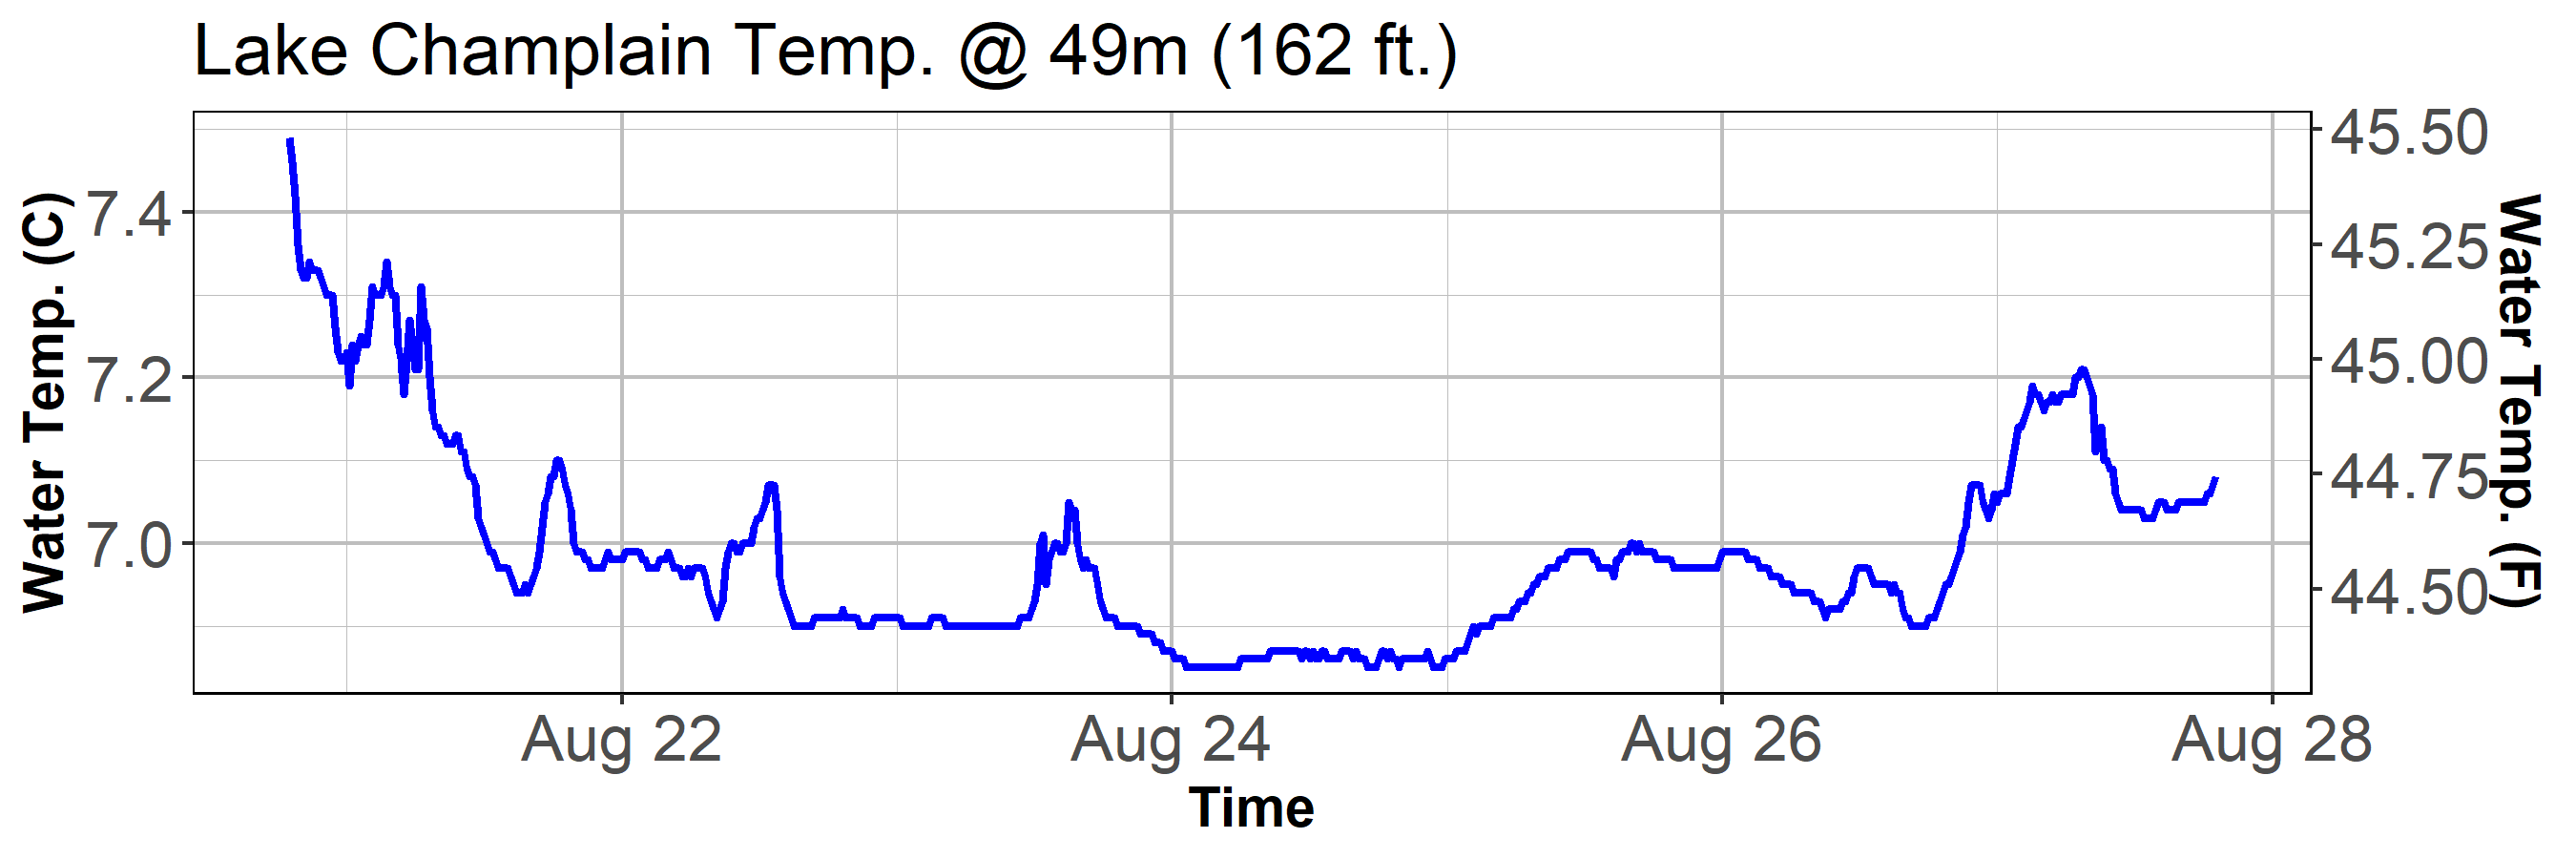 Lake Champlain Temp. @ 49m (162 ft.)
Water Temp. (C)
7.4
7.2
7.0
45.50
45.25
45.00
44.75
44.50
Water Temp. (F)
Aug 22 Aug 24 Aug 26 Aug 28
Time